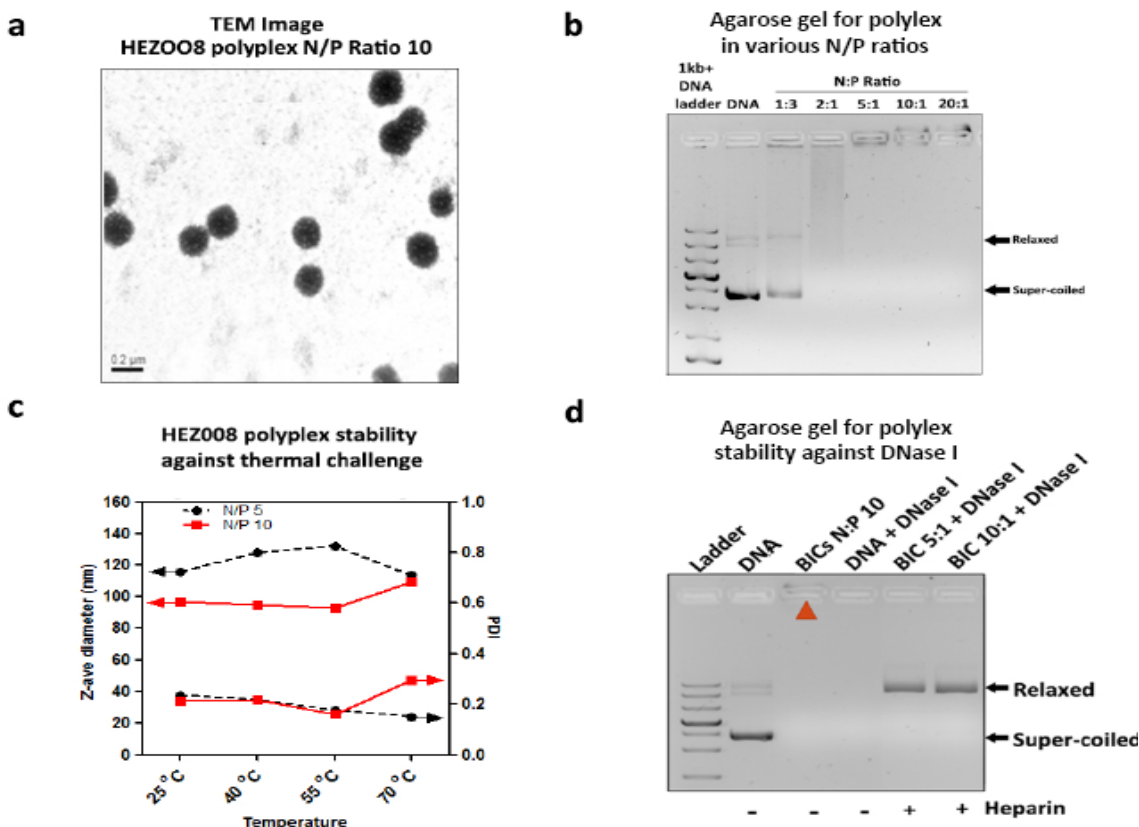 a
TEM Image
HEZOO8 polyplex N/P Ratio 10
0.2 µm
b
Agarose gel for polylex
in various N/P ratios
1kb+
DNA
ladder
DNA
N:P Ratio
1:3 2:1 5:1 10:1 20:1
Relaxed
Super-coiled
c
HEZ008 polyplex stability
against thermal challenge
N/P 5
N/P 10
Z-ave diameter (nm)
160
140
120
100
80
60
40
20
0
PDI
1.0
0.8
0.6
0.4
0.2
0.0
25°C 40°C 55°C 70°C
Temperature
d
Agarose gel for polylex
stability against DNase I
Ladder
DNA
BICs N:P 10
DNA + DNase I
BIC 5:1 + DNase I
BIC 10:1 + DNase I
Relaxed
Super-coiled
- - - + + Heparin